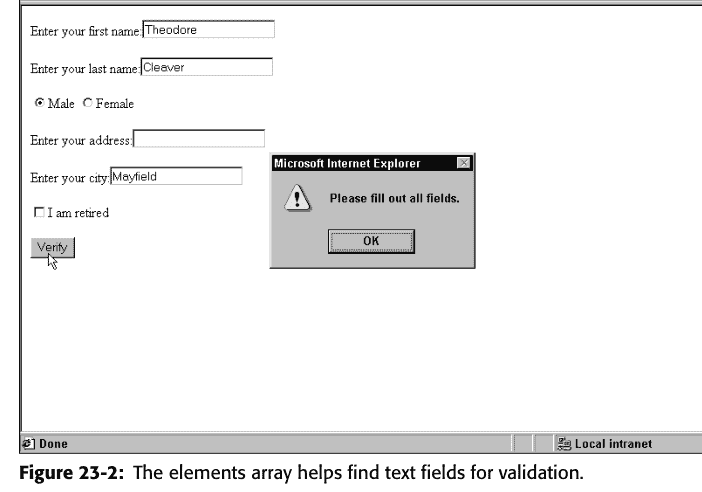 Enter your first name: Theodore
Enter your last name: Cleaver
Male Female
Enter your address:
Enter your city: Mayfield
Microsoft Internet Explorer
Please fill out all fields.
OK
I am retired
Verify
Done Local intranet
Figure 23-2: The elements array helps find text fields for validation.